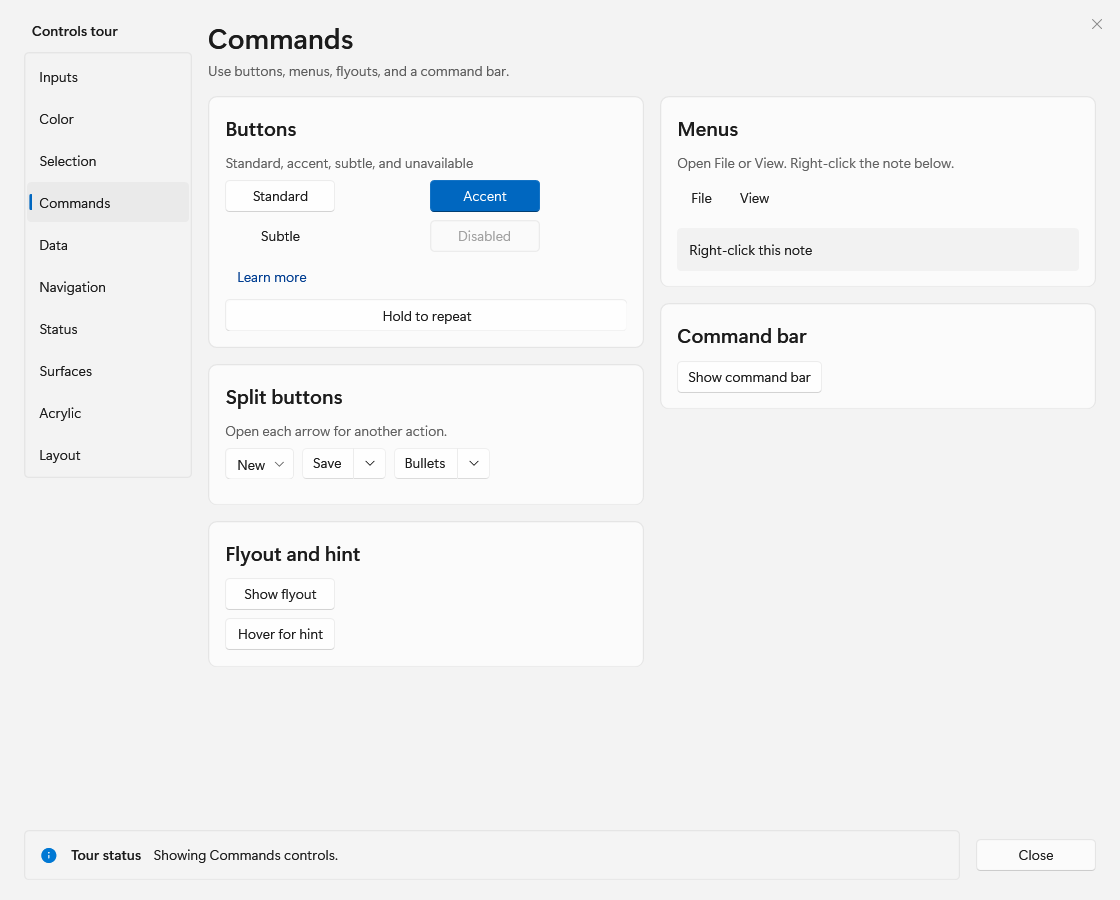 Controls tour
Inputs
Color
Selection
Commands
Data
Navigation
Status
Surfaces
Acrylic
Layout
Commands
Use buttons, menus, flyouts, and a command bar.
Buttons
Standard, accent, subtle, and unavailable
Standard
Accent
Subtle
Disabled
Learn more
Hold to repeat
Split buttons
Open each arrow for another action.
New
Save
Bullets
Flyout and hint
Show flyout
Hover for hint
Menus
Open File or View. Right-click the note below.
File
View
Right-click this note
Command bar
Show command bar
Tour status Showing Commands controls.
Close